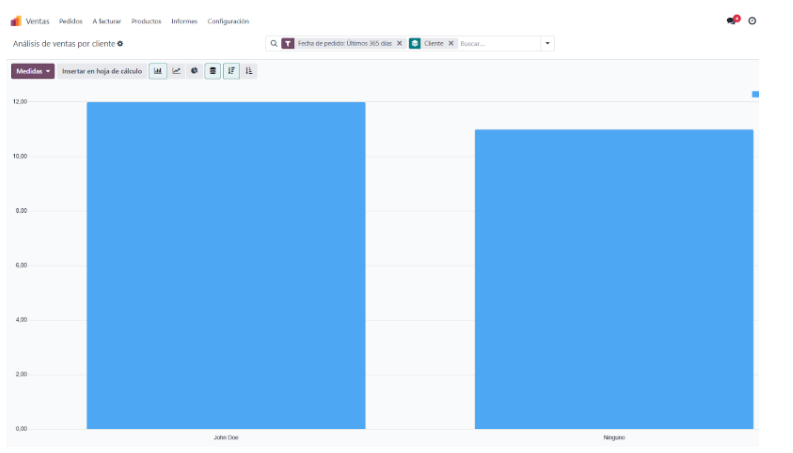 Ventas Pedidos A facturar Productos Informes Configuración
Análisis de ventas por cliente
Fecha de pedido: Últimos 365 días X Cliente X Buscar...
Medidas Insertar en hoja de cálculo
12,00
10,00
8,00
6,00
4,00
2,00
0,00
John Doe Ninguno